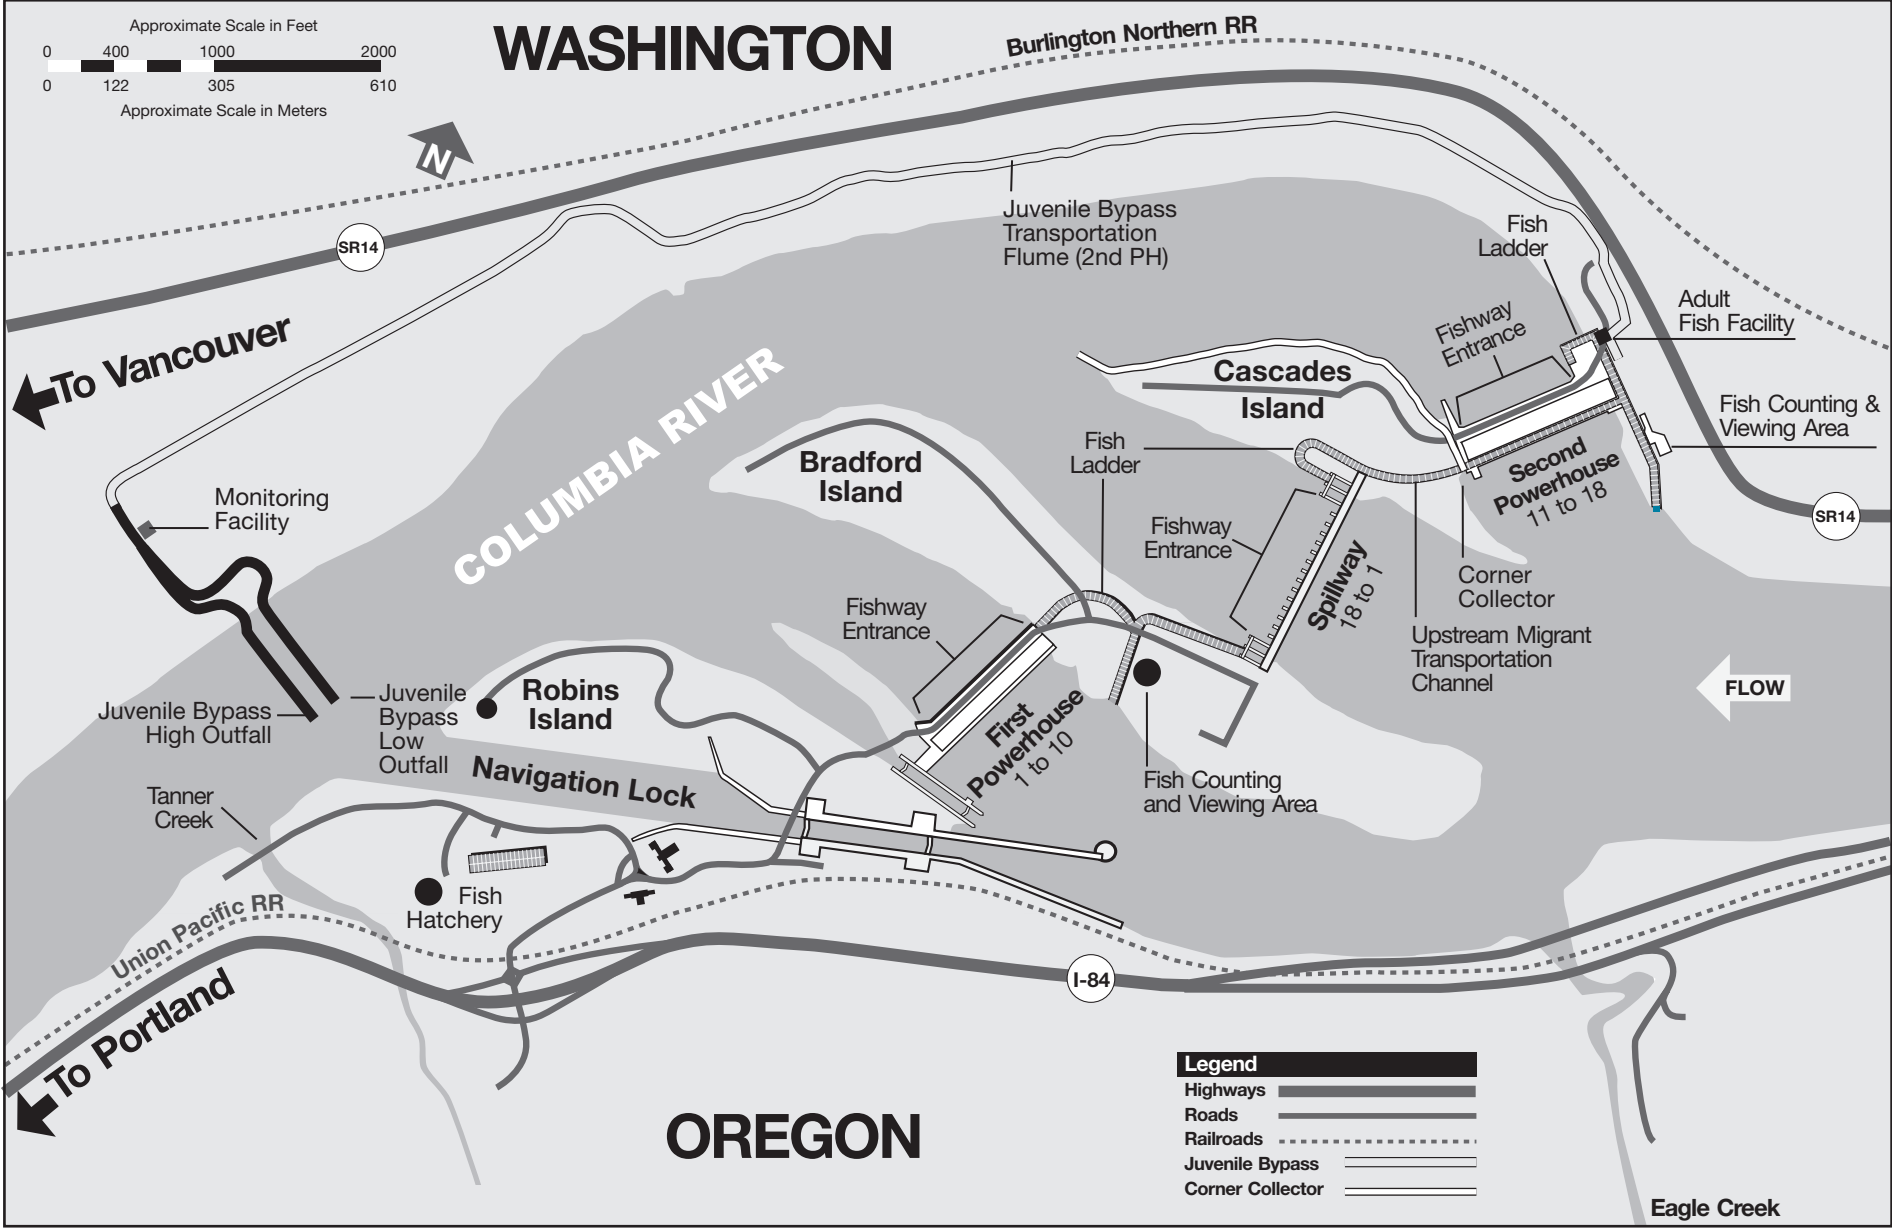 Approximate Scale in Feet
0 400 1000 2000
0 122 305 610
Approximate Scale in Meters
WASHINGTON
Burlington Northern RR
N
SR14
To Vancouver
Juvenile Bypass
Transportation
Flume (2nd PH)
Fish
Ladder
Adult
Fish Facility
Fishway
Entrance
Cascades
Island
Fish Counting &
Viewing Area
COLUMBIA RIVER
Bradford
Island
Fish
Ladder
Second
Powerhouse
11 to 18
SR14
Monitoring
Facility
Fishway
Entrance
Spillway
18 to 1
Corner
Collector
Upstream Migrant
Transportation
Channel
Fishway
Entrance
FLOW
Juvenile Bypass
High Outfall
Juvenile
Bypass
Low
Outfall
Robins
Island
First
Powerhouse
1 to 10
Navigation Lock
Fish Counting
and Viewing Area
Tanner
Creek
Fish
Hatchery
Union Pacific RR
To Portland
I-84
OREGON
Legend
Highways
Roads
Railroads
Juvenile Bypass
Corner Collector
Eagle Creek